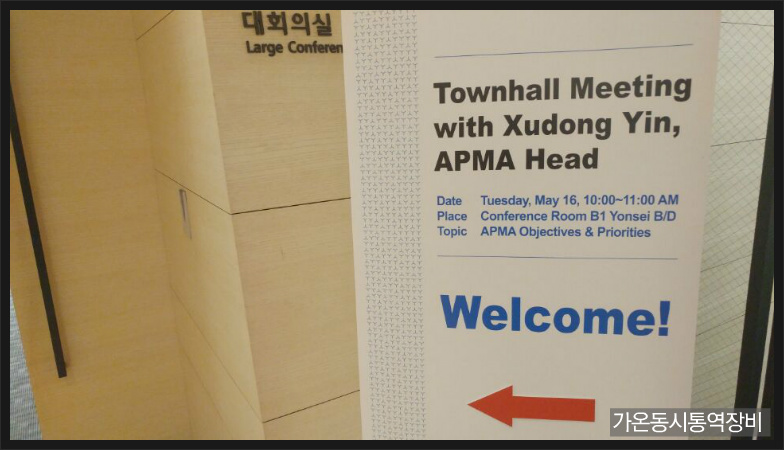 대회의실
Large Conferen
Townhall Meeting
with Xudong Yin,
APMA Head
Date Tuesday, May 16, 10:00~11:00 AM
Place Conference Room B1 Yonsei B/D
Topic APMA Objectives & Priorities
Welcome!
가온동시통역장비